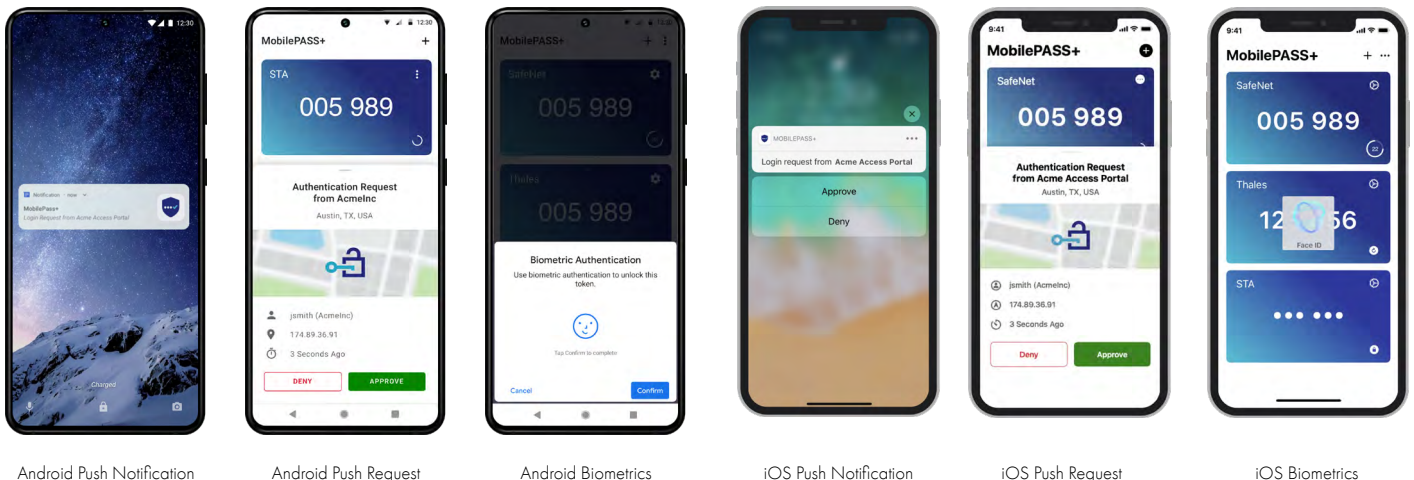 12:30
Notification • now
MobilePass+
Login Request from Acme Access Portal
Charged
Android Push Notification
12:30
MobilePASS+
+
STA
005 989
Authentication Request
from AcmeInc
Austin, TX, USA
jsmith (AcmeInc)
174.89.36.91
3 Seconds Ago
DENY
APPROVE
Android Push Request
12:30
MobilePASS+
+
SafeNet
005 989
Thales
005 989
Biometric Authentication
Use biometric authentication to unlock this
token.
Tap Confirm to complete
Cancel
Confirm
Android Biometrics
MOBILEPASS+
Login request from Acme Access Portal
Approve
Deny
iOS Push Notification
9:41
MobilePASS+
+
SafeNet
005 989
Authentication Request
from Acme Access Portal
Austin, TX, USA
jsmith (AcmeInc)
174.89.36.91
3 Seconds Ago
Deny
Approve
iOS Push Request
9:41
MobilePASS+
+
SafeNet
005 989
22
Thales
12 56
Face ID
STA
iOS Biometrics